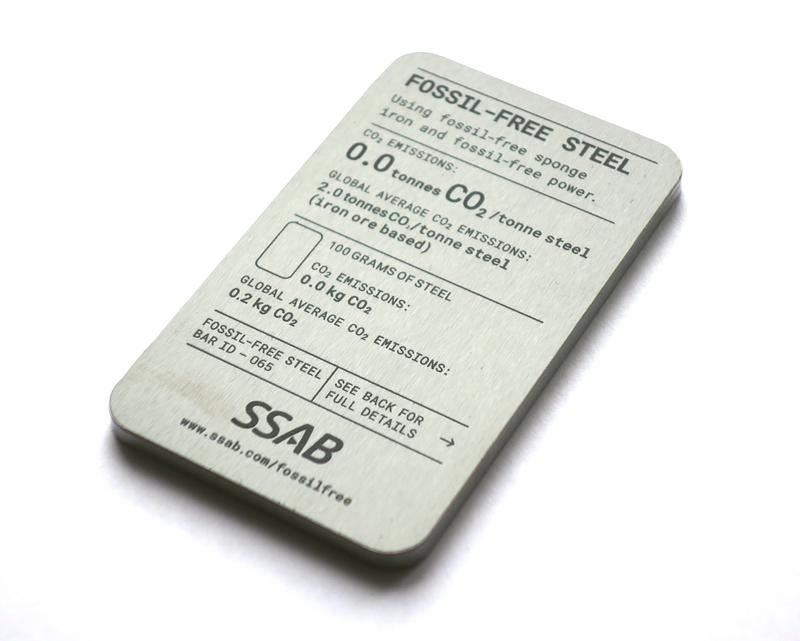 FOSSIL-FREE STEEL
Using fossil-free sponge
iron and fossil-free power.
CO₂ EMISSIONS:
0.0 tonnes CO₂/tonne steel
GLOBAL AVERAGE CO₂ EMISSIONS:
2.0 tonnes CO₂/tonne steel
(iron ore based)
100 GRAMS OF STEEL
CO₂ EMISSIONS:
0.0 kg CO₂
GLOBAL AVERAGE CO₂ EMISSIONS:
0.2 kg CO₂
FOSSIL-FREE STEEL
BAR ID – 065
SEE BACK FOR
FULL DETAILS →
SSAB
www.ssab.com/fossilfree